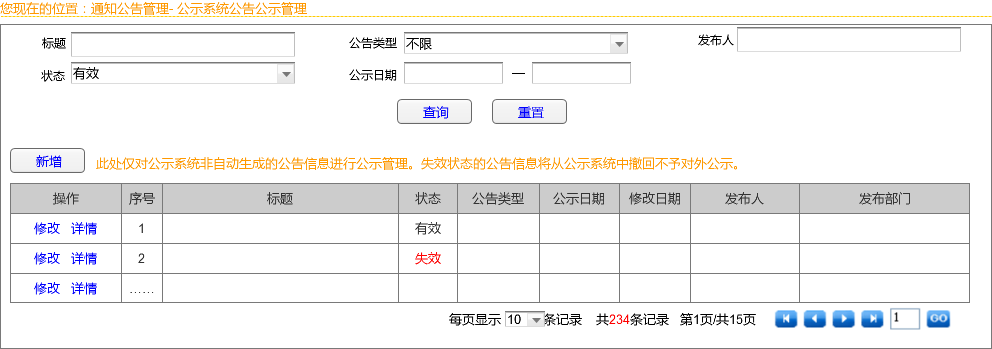 您现在的位置：通知公告管理- 公示系统公告公示管理
标题 公告类型 不限 发布人
状态 有效 公示日期 —
查询 重置
新增 此处仅对公示系统非自动生成的公告信息进行公示管理。失效状态的公告信息将从公示系统中撤回不予对外公示。
操作 序号 标题 状态 公告类型 公示日期 修改日期 发布人 发布部门
修改 详情 1 有效
修改 详情 2 失效
修改 详情 ……
每页显示 10 条记录 共234条记录 第1页/共15页 1 GO